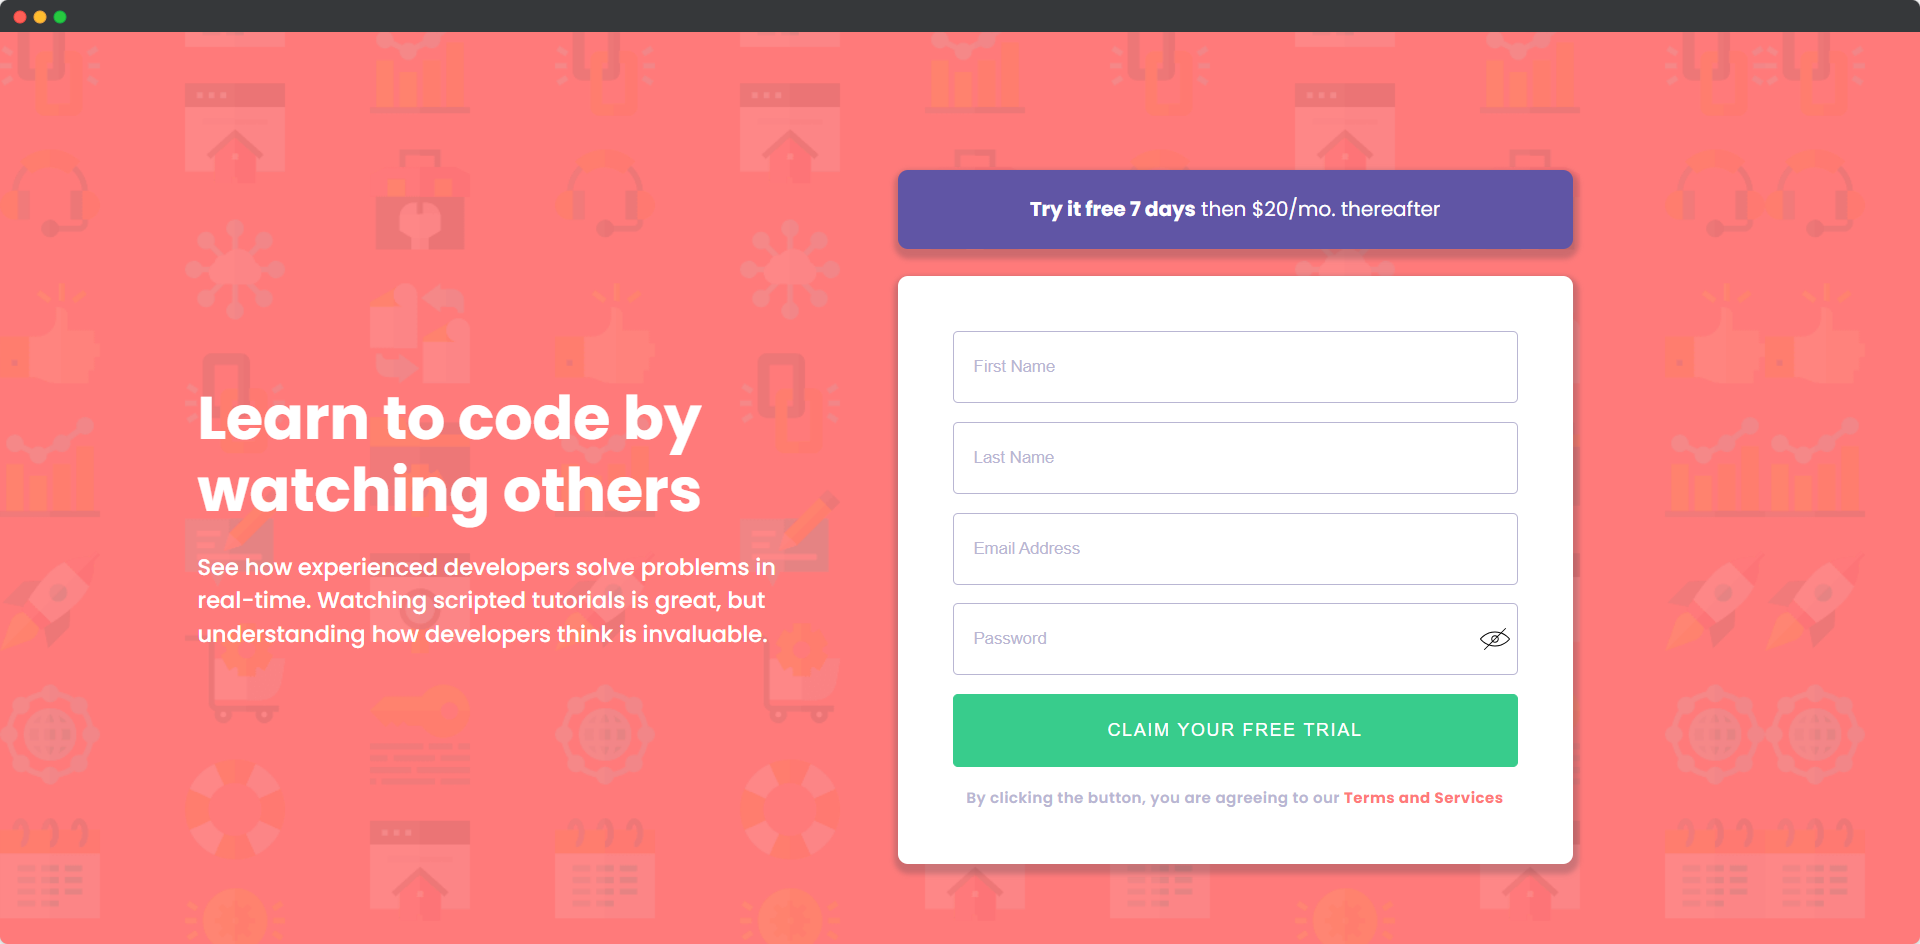 Learn to code by
watching others
See how experienced developers solve problems in
real-time. Watching scripted tutorials is great, but
understanding how developers think is invaluable.
Try it free 7 days then $20/mo. thereafter
First Name
Last Name
Email Address
Password
CLAIM YOUR FREE TRIAL
By clicking the button, you are agreeing to our Terms and Services